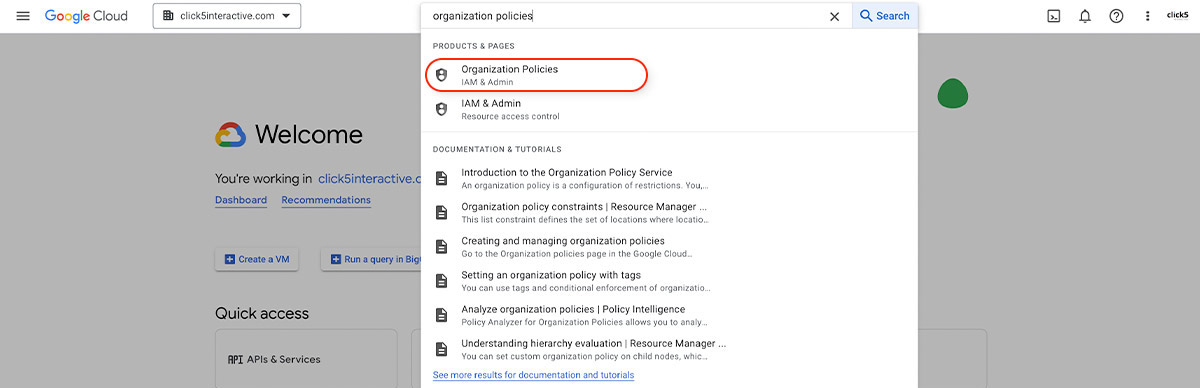 Google Cloud
click5interactive.com
organization policies
Search
click5
PRODUCTS & PAGES
Organization Policies
IAM & Admin
IAM & Admin
Resource access control
Welcome
You're working in click5interactive.c
Dashboard Recommendations
Create a VM
Run a query in Big
Quick access
API APIs & Services
DOCUMENTATION & TUTORIALS
Introduction to the Organization Policy Service
An organization policy is a configuration of restrictions. You,...
Organization policy constraints | Resource Manager ...
This list constraint defines the set of locations where locatio...
Creating and managing organization policies
Go to the Organization policies page in the Google Cloud...
Setting an organization policy with tags
You can use tags and conditional enforcement of organizatio...
Analyze organization policies | Policy Intelligence
Policy Analyzer for Organization Policies allows you to analy...
Understanding hierarchy evaluation | Resource Manager ...
You can set custom organization policy on child nodes, whic...
See more results for documentation and tutorials